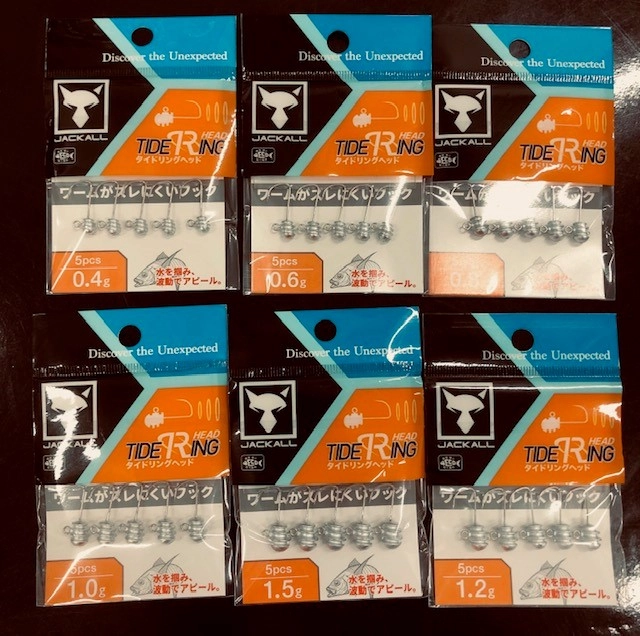 Discover the Unexpected
JACKALL
TIDE RING
HEAD
タイドリングヘッド
ワームがズレにくいフック
5pcs
0.4g
水を掴み、
波動でアピール。
Discover the Unexpected
JACKALL
TIDE RING
HEAD
タイドリングヘッド
ワームがズレにくいフック
5pcs
0.6g
水を掴み、
波動でアピール。
Discover the Unexpected
JACKALL
TIDE RING
HEAD
タイドリングヘッド
ワームがズレにくいフック
水を掴み、
波動でアピール。
Discover the Unexpected
JACKALL
TIDE RING
HEAD
タイドリングヘッド
ワームがズレにくいフック
5pcs
1.0g
水を掴み、
波動でアピール。
Discover the Unexpected
JACKALL
TIDE RING
HEAD
タイドリングヘッド
ワームがズレにくいフック
5pcs
1.5g
水を掴み、
波動でアピール。
Discover the Unexpected
JACKALL
TIDE RING
HEAD
タイドリングヘッド
ワームがズレにくいフック
5pcs
1.2g
水を掴み、
波動でアピール。